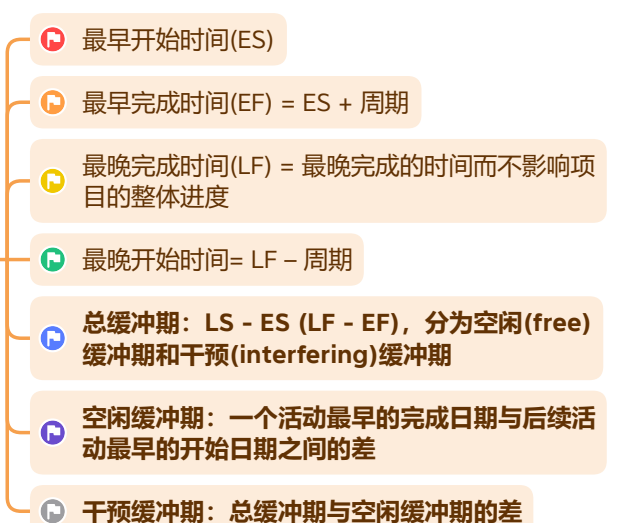 最早开始时间(ES)
最早完成时间(EF) = ES + 周期
最晚完成时间(LF) = 最晚完成的时间而不影响项
目的整体进度
最晚开始时间= LF – 周期
总缓冲期：LS - ES (LF - EF)，分为空闲(free)
缓冲期和干预(interfering)缓冲期
空闲缓冲期：一个活动最早的完成日期与后续活
动最早的开始日期之间的差
干预缓冲期：总缓冲期与空闲缓冲期的差